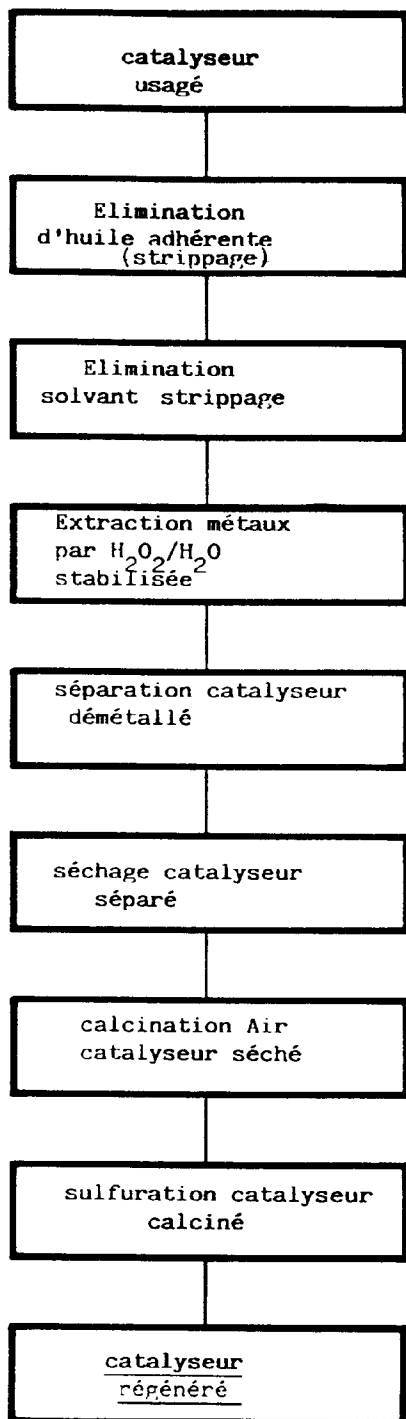 catalyseur
usagé
Elimination
d'huile adhérente
(strippage)
Elimination
solvant strippage
Extraction métaux
par H₂O₂/H₂O
stabilisée
séparation catalyseur
démétallé
séchage catalyseur
séparé
calcination Air
catalyseur séché
sulfuration catalyseur
calciné
catalyseur
régénéré